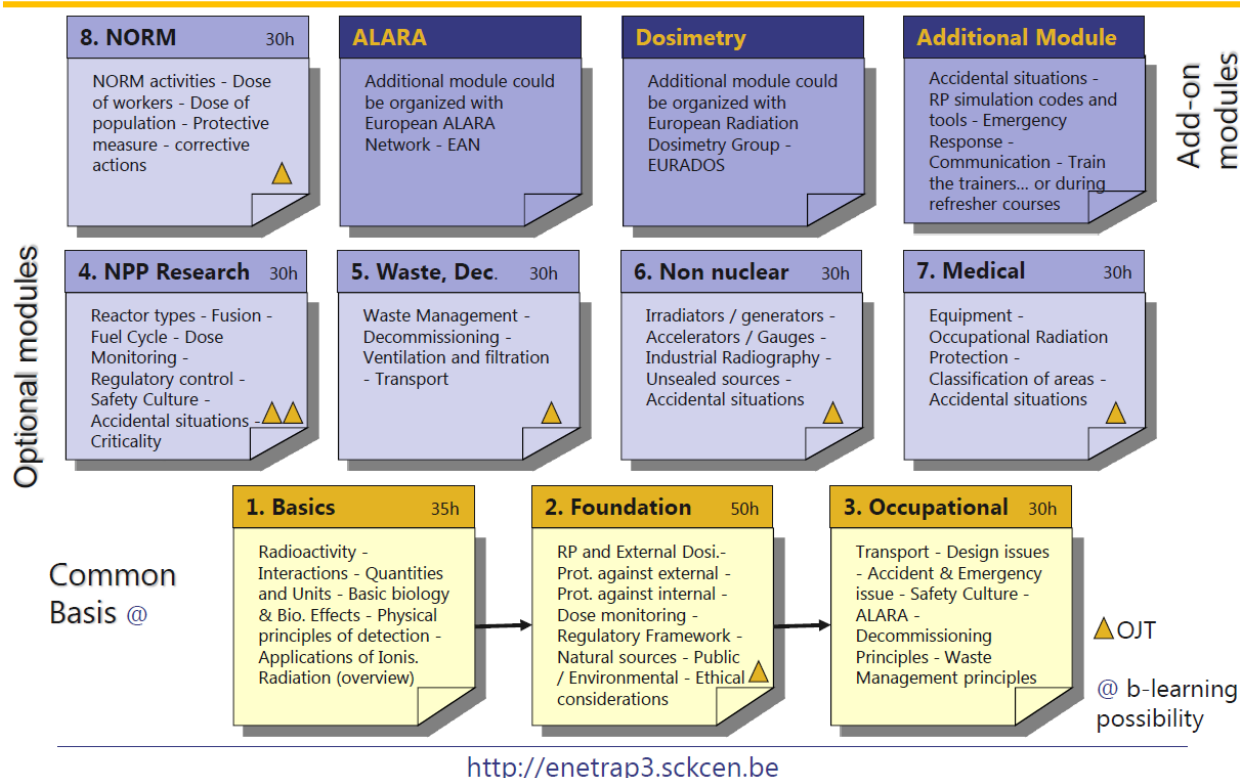 8. NORM 30h
NORM activities - Dose
of workers - Dose of
population - Protective
measure - corrective
actions
ALARA
Additional module could
be organized with
European ALARA
Network - EAN
Dosimetry
Additional module could
be organized with
European Radiation
Dosimetry Group -
EURADOS
Additional Module
Accidental situations -
RP simulation codes and
tools - Emergency
Response -
Communication - Train
the trainers... or during
refresher courses
Add-on
modules
Optional modules
4. NPP Research 30h
Reactor types - Fusion -
Fuel Cycle - Dose
Monitoring -
Regulatory control -
Safety Culture -
Accidental situations -
Criticality
5. Waste, Dec. 30h
Waste Management -
Decommissioning -
Ventilation and filtration
- Transport
6. Non nuclear 30h
Irradiators / generators -
Accelerators / Gauges -
Industrial Radiography -
Unsealed sources -
Accidental situations
7. Medical 30h
Equipment -
Occupational Radiation
Protection -
Classification of areas -
Accidental situations
Common
Basis @
1. Basics 35h
Radioactivity -
Interactions - Quantities
and Units - Basic biology
& Bio. Effects - Physical
principles of detection -
Applications of Ionis.
Radiation (overview)
2. Foundation 50h
RP and External Dosi.-
Prot. against external -
Prot. against internal -
Dose monitoring -
Regulatory Framework -
Natural sources - Public
/ Environmental - Ethical
considerations
3. Occupational 30h
Transport - Design issues
- Accident & Emergency
issue - Safety Culture -
ALARA -
Decommissioning
Principles - Waste
Management principles
OJT
@ b-learning
possibility
http://enetrap3.sckcen.be